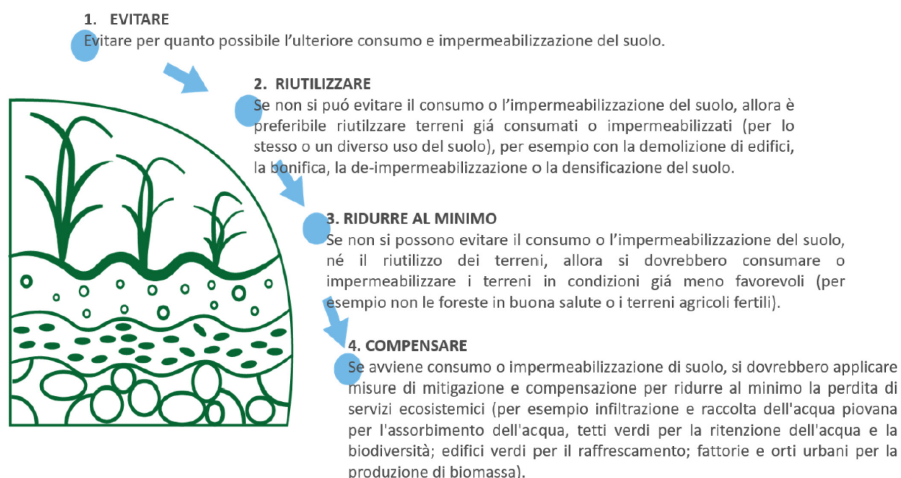 1. EVITARE
Evitare per quanto possibile l’ulteriore consumo e impermeabilizzazione del suolo.
2. RIUTILIZZARE
Se non si puó evitare il consumo o l’impermeabilizzazione del suolo, allora è
preferibile riutilzzare terreni giá consumati o impermeabilizzati (per lo
stesso o un diverso uso del suolo), per esempio con la demolizione di edifici,
la bonifica, la de-impermeabilizzazione o la densificazione del suolo.
3. RIDURRE AL MINIMO
Se non si possono evitare il consumo o l’impermeabilizzazione del suolo,
né il riutilizzo dei terreni, allora si dovrebbero consumare o
impermeabilizzare i terreni in condizioni giá meno favorevoli (per
esempio non le foreste in buona salute o i terreni agricoli fertili).
4. COMPENSARE
Se avviene consumo o impermeabilizzazione di suolo, si dovrebbero applicare
misure di mitigazione e compensazione per ridurre al minimo la perdita di
servizi ecosistemici (per esempio infiltrazione e raccolta dell'acqua piovana
per l'assorbimento dell'acqua, tetti verdi per la ritenzione dell'acqua e la
biodiversità; edifici verdi per il raffrescamento; fattorie e orti urbani per la
produzione di biomassa).